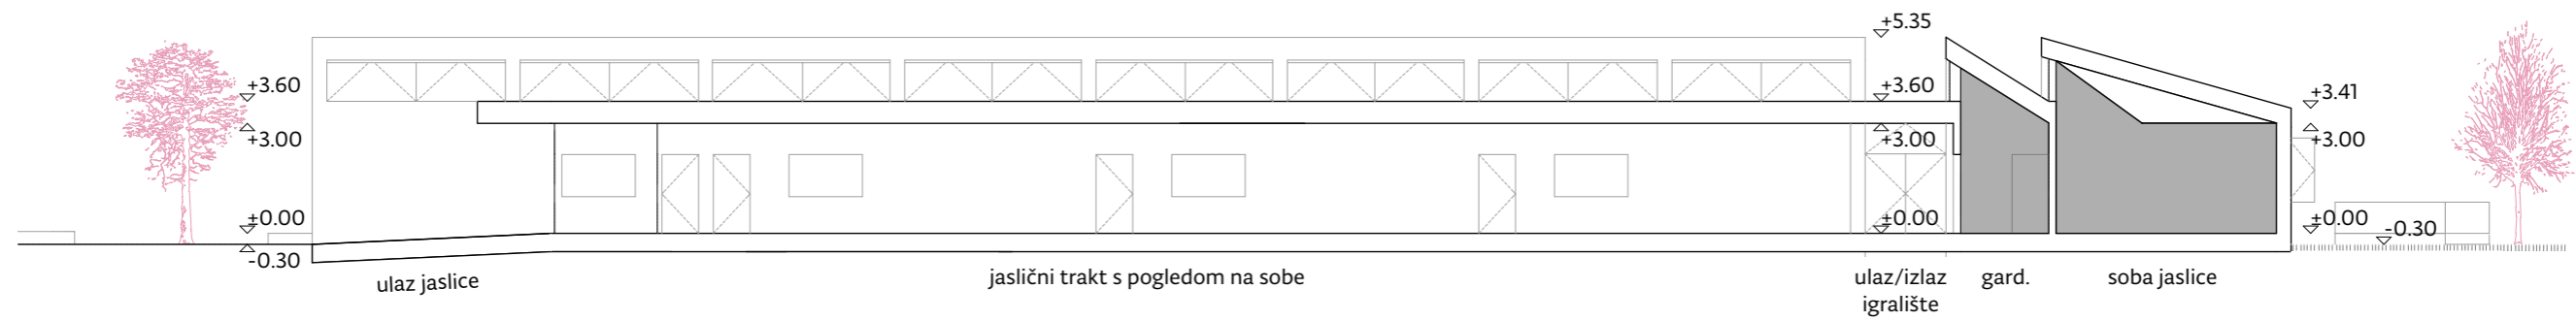 +5.35
+3.60
+3.60
+3.41
+3.00
+3.00
+3.00
±0.00
±0.00
±0.00
-0.30
-0.30
ulaz jaslice
jaslični trakt s pogledom na sobe
ulaz/izlaz
igralište
gard.
soba jaslice